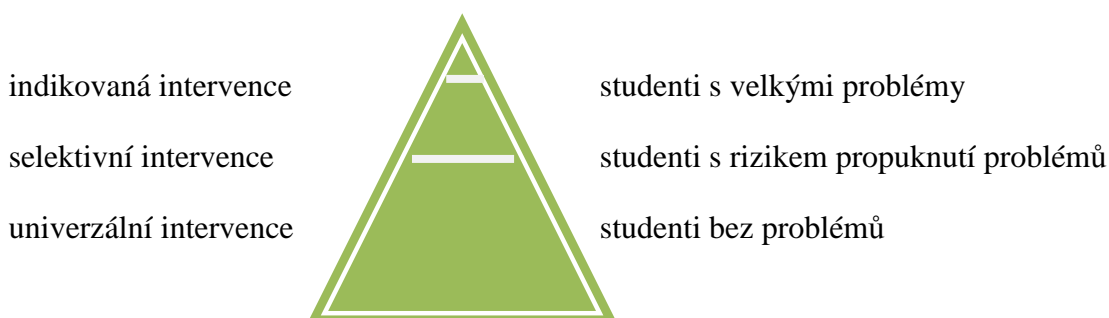 indikovaná intervence studenti s velkými problémy
selektivní intervence studenti s rizikem propuknutí problémů
univerzální intervence studenti bez problémů